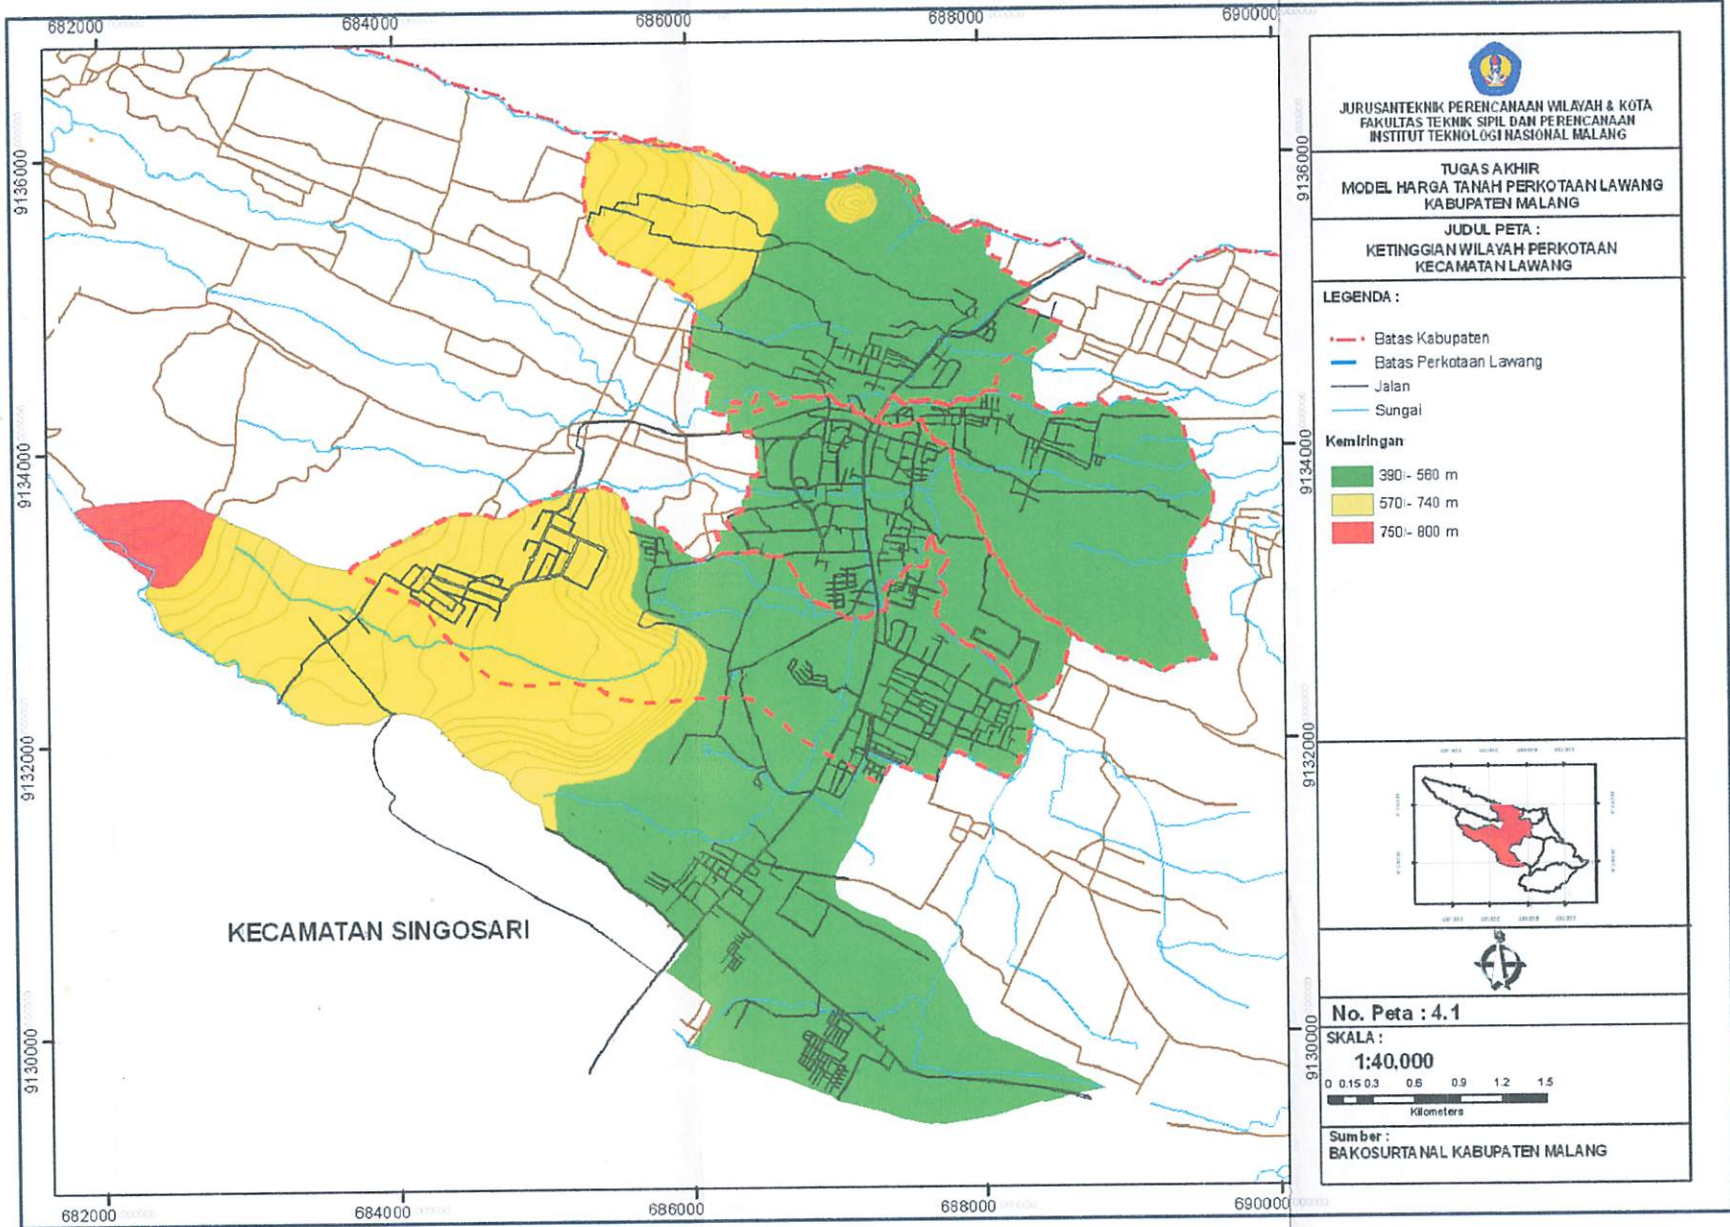 682000
684000
686000
688000
690000
9136000
9134000
9132000
9130000
9136000
9134000
9132000
9130000
682000
684000
686000
688000
690000
KECAMATAN SINGOSARI
JURUSANTEKNIK PERENCANAAN WILAYAH & KOTA
FAKULTAS TEKNIK SIPIL DAN PERENCANAAN
INSTITUT TEKNOLOGI NASIONAL MALANG
TUGAS AKHIR
MODEL HARGA TANAH PERKOTAAN LAWANG
KABUPATEN MALANG
JUDUL PETA :
KETINGGIAN WILAYAH PERKOTAAN
KECAMATAN LAWANG
LEGENDA :
Batas Kabupaten
Batas Perkotaan Lawang
Jalan
Sungai
Kemiringan
390 - 560 m
570 - 740 m
750 - 800 m
No. Peta : 4.1
SKALA :
1:40,000
0 0.15 0.3 0.6 0.9 1.2 1.5
Kilometers
Sumber :
BAKOSURTANAL KABUPATEN MALANG